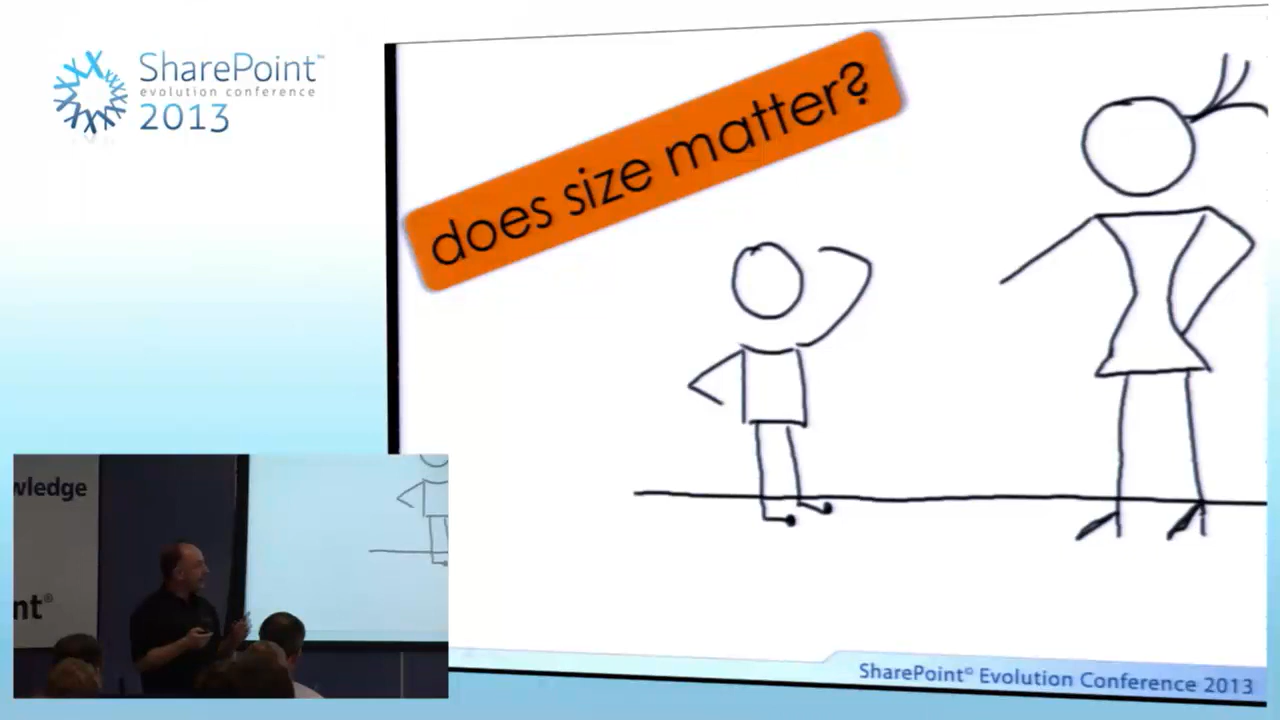 SharePoint™
evolution conference
2013
does size matter?
wledge
nt®
SharePoint® Evolution Conference 2013